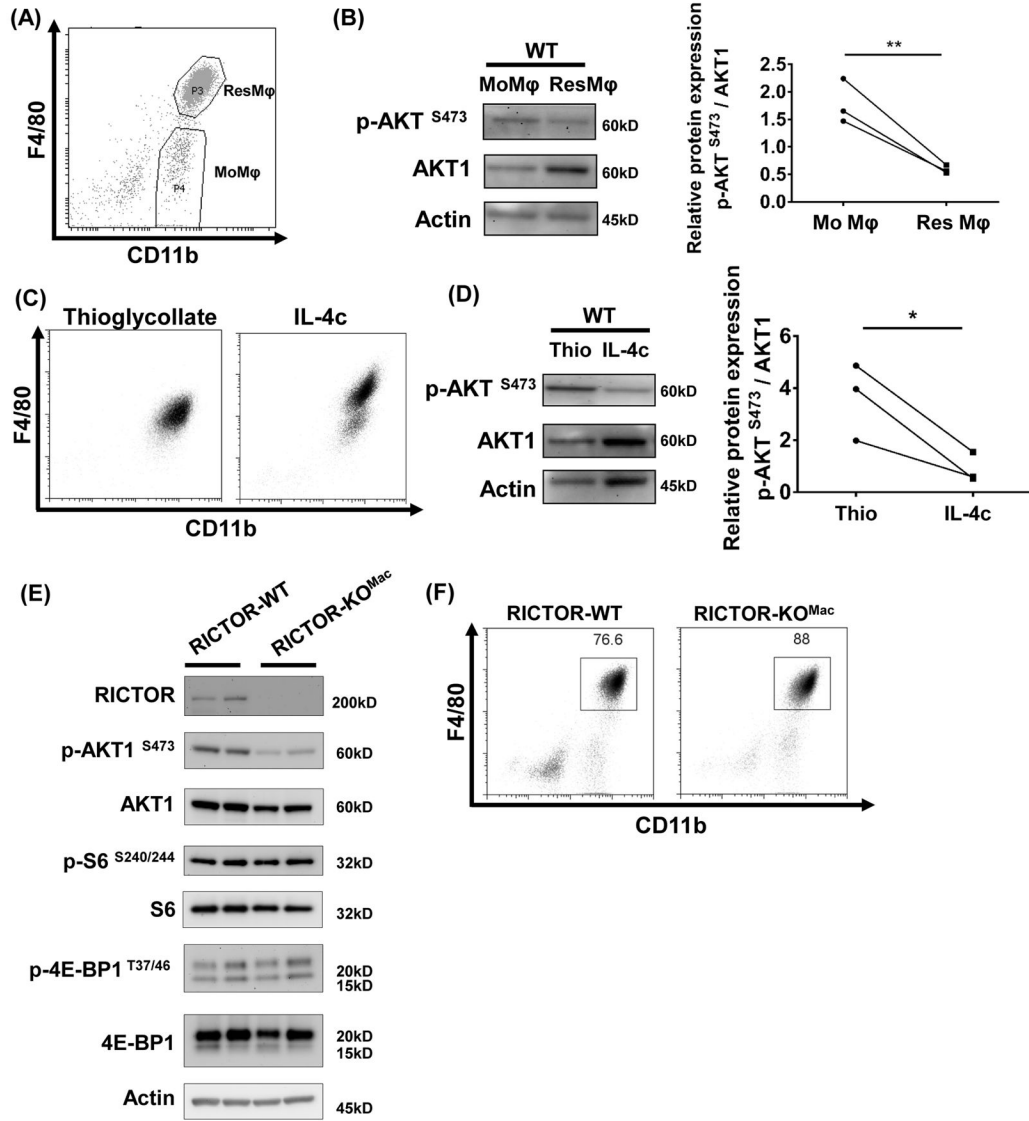 (A)
F4/80
P3
ResMφ
MoMφ
P4
CD11b
(B)
WT
MoMφ ResMφ
p-AKT S473
60kD
AKT1
60kD
Actin
45kD
Relative protein expression
p-AKT S473 / AKT1
2.5
2.0
1.5
1.0
0.5
0.0
**
Mo Mφ
Res Mφ
(C)
Thioglycollate
IL-4c
F4/80
CD11b
(D)
WT
Thio IL-4c
p-AKT S473
60kD
AKT1
60kD
Actin
45kD
Relative protein expression
p-AKT S473 / AKT1
6
4
2
0
*
Thio
IL-4c
(E)
RICTOR-WT
RICTOR-KOMac
RICTOR
200kD
p-AKT1 S473
60kD
AKT1
60kD
p-S6 S240/244
32kD
S6
32kD
p-4E-BP1 T37/46
20kD
15kD
4E-BP1
20kD
15kD
Actin
45kD
(F)
RICTOR-WT
RICTOR-KOMac
76.6
88
F4/80
CD11b